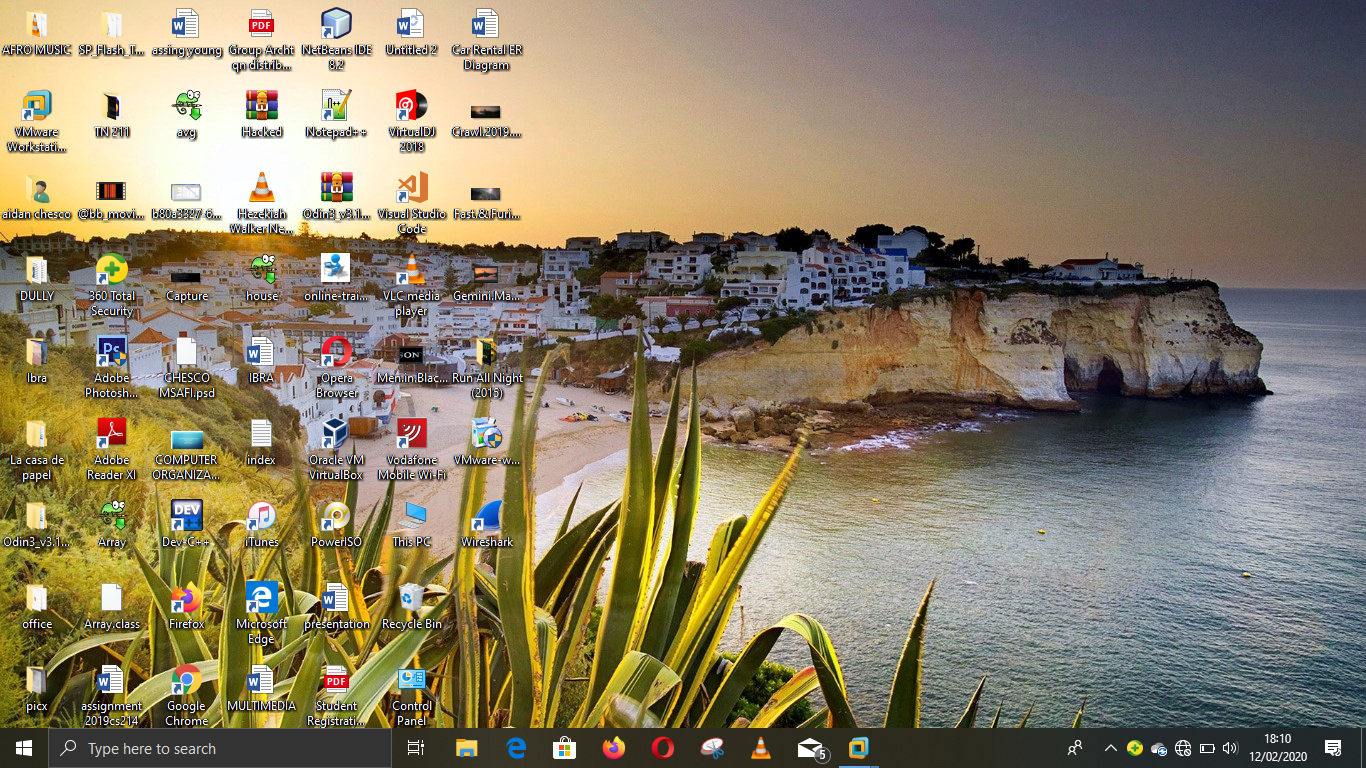 AFRO MUSIC
SP_Flash_T...
assing young
Group Archt
qn distrib...
NetBeans IDE
8.2
Untitled 2
Car Rental ER
Diagram
VMware
Workstati...
TN 211
avg
Hacked
Notepad++
VirtualDJ
2018
Crawl.2019....
aidan chesco
@bb_movi...
b80a3327-6...
Hezekiah
Walker Ne...
Odin3_v3.1...
Visual Studio
Code
Fast.&.Furi...
DULLY
360 Total
Security
Capture
house
online-trai...
VLC media
player
Gemini.Ma...
Ibra
Adobe
Photosh...
CHESCO
MSAFI.psd
IBRA
Opera
Browser
Men.in.Blac...
Run All Night
(2015)
La casa de
papel
Adobe
Reader XI
COMPUTER
ORGANIZA...
index
Oracle VM
VirtualBox
Vodafone
Mobile Wi-Fi
VMware-w...
Odin3_v3.1...
Array
Dev-C++
iTunes
PowerISO
This PC
Wireshark
office
Array.class
Firefox
Microsoft
Edge
presentation
Recycle Bin
picx
assignment
2019cs214
Google
Chrome
MULTIMEDIA
Student
Registrati...
Control
Panel
Type here to search
5
18:10
12/02/2020